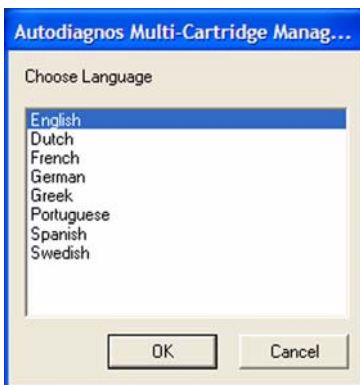 Autodiagnos Multi-Cartridge Manag...
Choose Language
English
Dutch
French
German
Greek
Portuguese
Spanish
Swedish
OK
Cancel